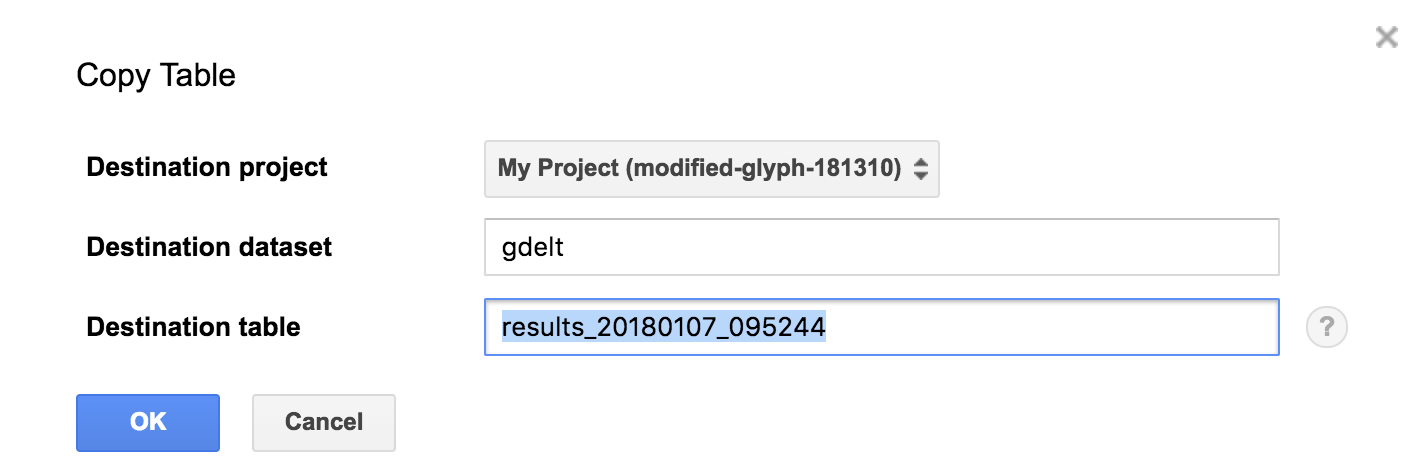 Copy Table
Destination project My Project (modified-glyph-181310)
Destination dataset gdelt
Destination table results_20180107_095244 ?
OK Cancel